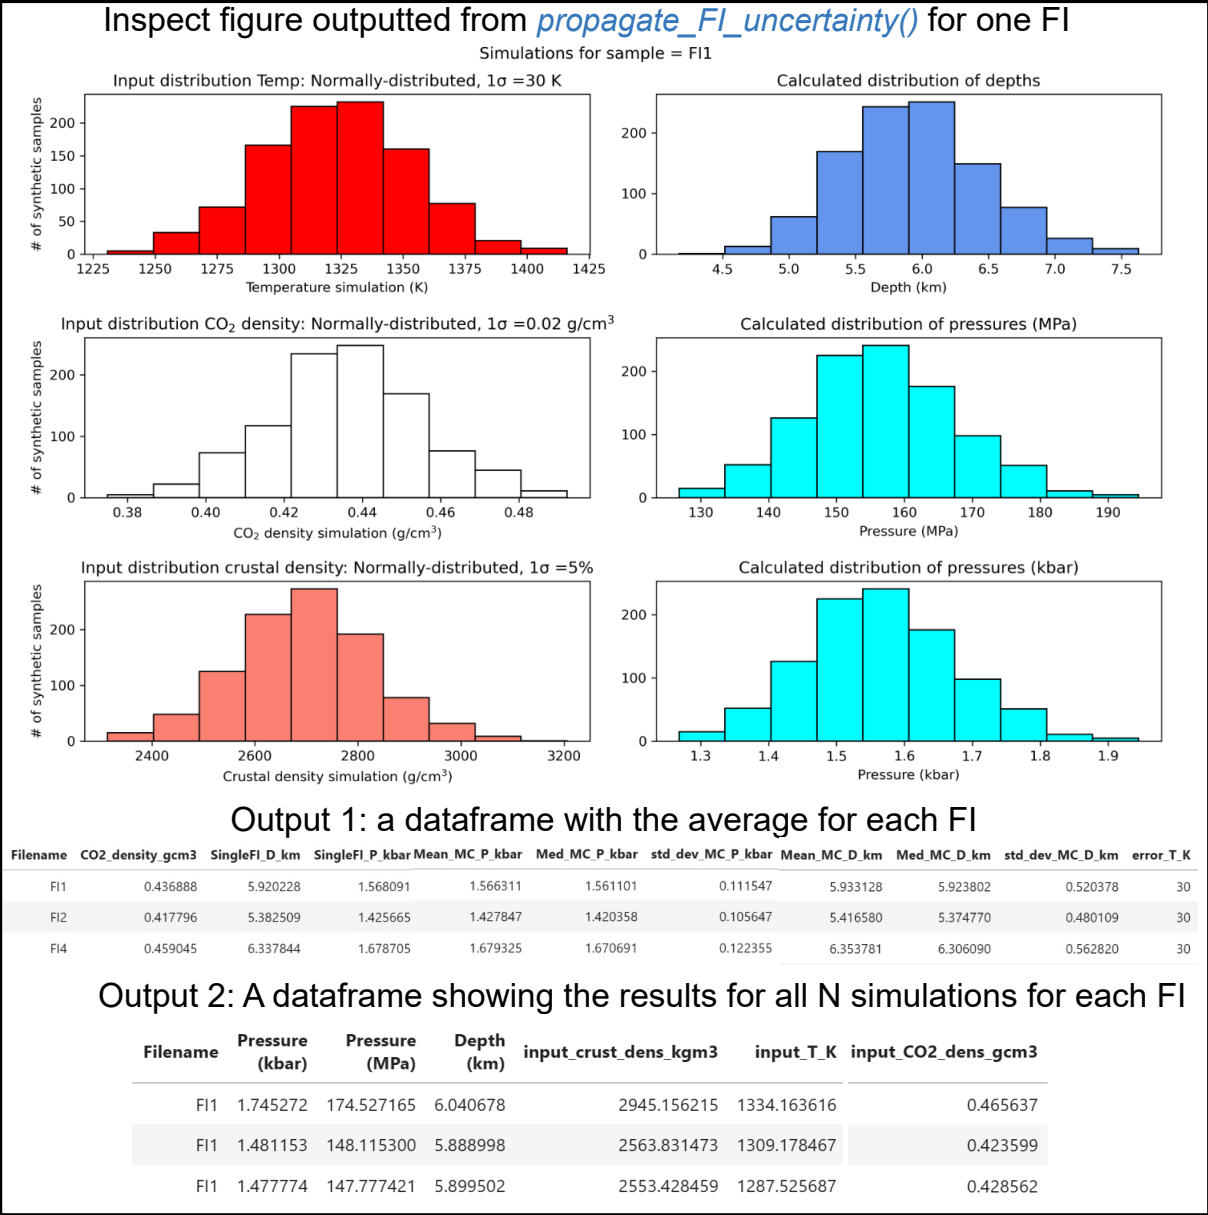 Inspect figure outputted from propagate_FI_uncertainty() for one FI
Simulations for sample = FI1
Input distribution Temp: Normally-distributed, 1σ =30 K
# of synthetic samples
200
150
100
50
0
1225 1250 1275 1300 1325 1350 1375 1400 1425
Temperature simulation (K)
Calculated distribution of depths
200
100
0
4.5 5.0 5.5 6.0 6.5 7.0 7.5
Depth (km)
Input distribution CO₂ density: Normally-distributed, 1σ =0.02 g/cm³
# of synthetic samples
200
100
0
0.38 0.40 0.42 0.44 0.46 0.48
CO₂ density simulation (g/cm³)
Calculated distribution of pressures (MPa)
200
100
0
130 140 150 160 170 180 190
Pressure (MPa)
Input distribution crustal density: Normally-distributed, 1σ =5%
# of synthetic samples
200
100
0
2400 2600 2800 3000 3200
Crustal density simulation (g/cm³)
Calculated distribution of pressures (kbar)
200
100
0
1.3 1.4 1.5 1.6 1.7 1.8 1.9
Pressure (kbar)
Output 1: a dataframe with the average for each FI
Filename CO2_density_gcm3 SingleFI_D_km SingleFI_P_kbar Mean_MC_P_kbar Med_MC_P_kbar std_dev_MC_P_kbar Mean_MC_D_km Med_MC_D_km std_dev_MC_D_km error_T_K
FI1 0.436888 5.920228 1.568091 1.566311 1.561101 0.111547 5.933128 5.923802 0.520378 30
FI2 0.417796 5.382509 1.425665 1.427847 1.420358 0.105647 5.416580 5.374770 0.480109 30
FI4 0.459045 6.337844 1.678705 1.679325 1.670691 0.122355 6.353781 6.306090 0.562820 30
Output 2: A dataframe showing the results for all N simulations for each FI
Filename Pressure (kbar) Pressure (MPa) Depth (km) input_crust_dens_kgm3 input_T_K input_CO2_dens_gcm3
FI1 1.745272 174.527165 6.040678 2945.156215 1334.163616 0.465637
FI1 1.481153 148.115300 5.888998 2563.831473 1309.178467 0.423599
FI1 1.477774 147.777421 5.899502 2553.428459 1287.525687 0.428562